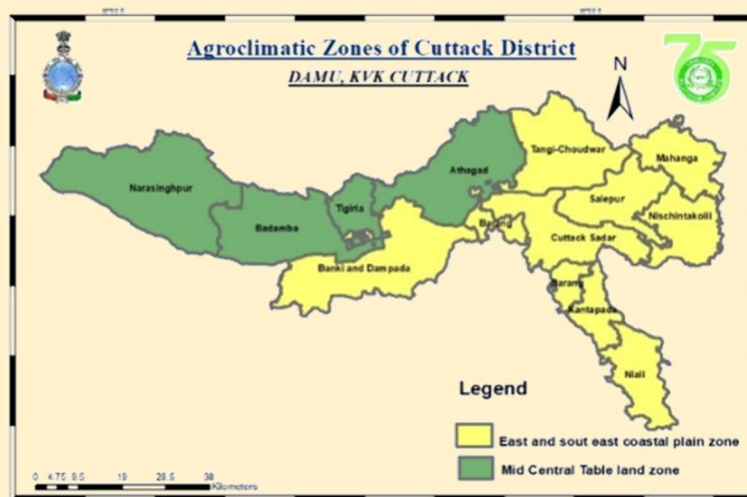 Agroclimatic Zones of Cuttack District
DAMU, KVK CUTTACK
N
75
Tangi-Choudwar
Mahanga
Athagad
Narasinghpur
Salepur
Tigiria
Nischintakoili
Badamba
Cuttack Sadar
Banki and Dampada
Barang
Kantapada
Niali
Legend
East and sout east coastal plain zone
Mid Central Table land zone
0 4.75 9.5 19 28.5 38
Kilometers